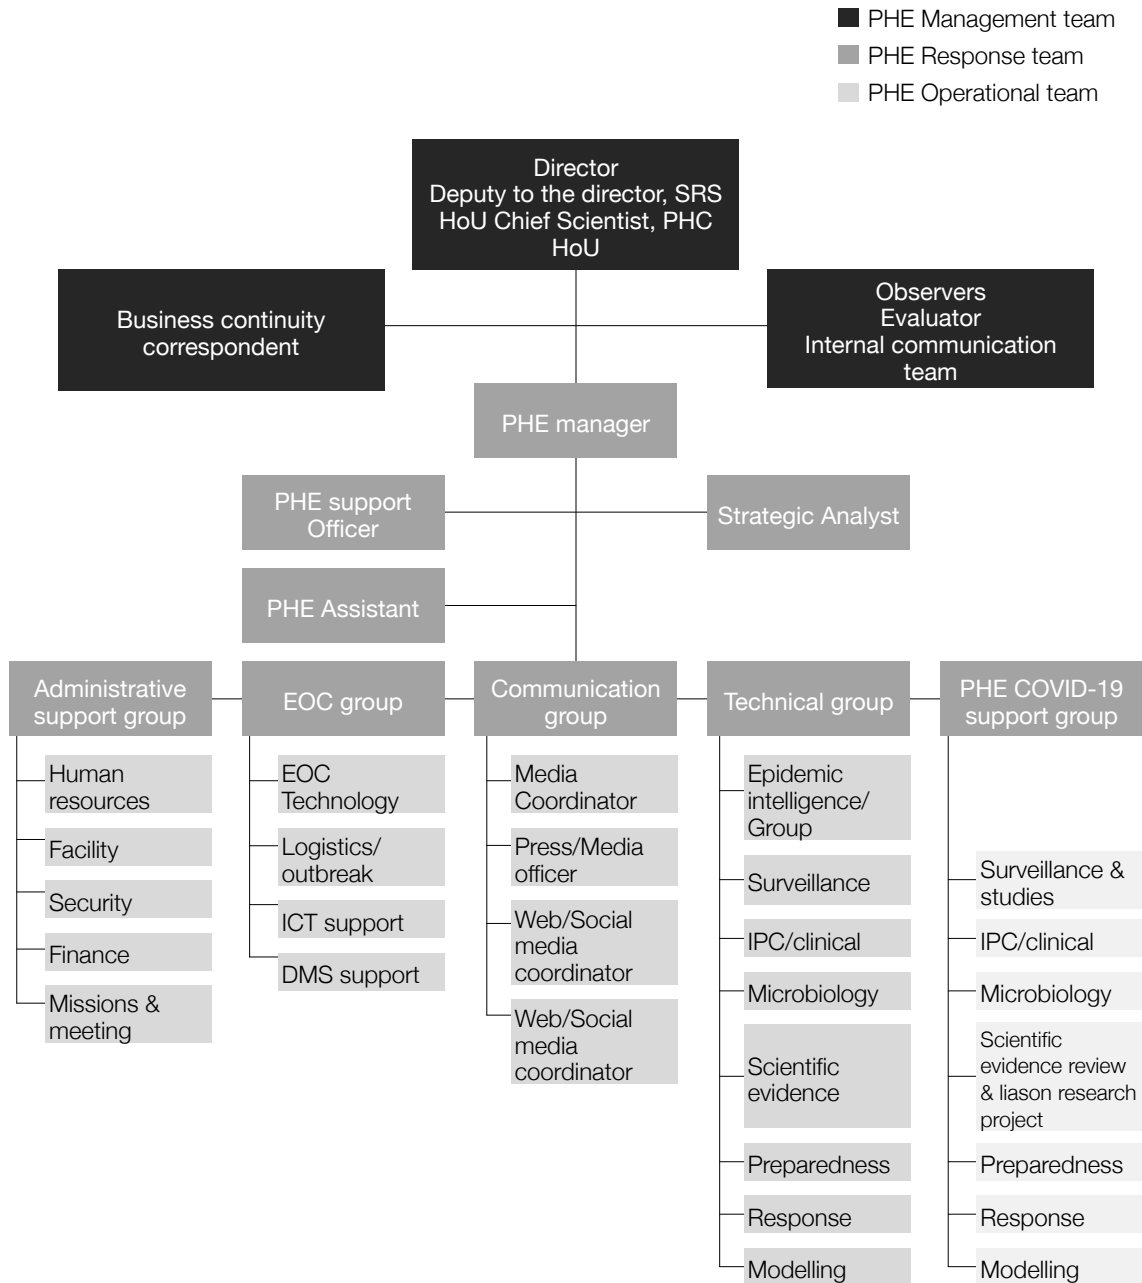 PHE Management team
PHE Response team
PHE Operational team
Director
Deputy to the director, SRS
HoU Chief Scientist, PHC
HoU
Business continuity
correspondent
Observers
Evaluator
Internal communication
team
PHE manager
PHE support
Officer
Strategic Analyst
PHE Assistant
Administrative
support group
EOC group
Communication
group
Technical group
PHE COVID-19
support group
Human
resources
Facility
Security
Finance
Missions &
meeting
EOC
Technology
Logistics/
outbreak
ICT support
DMS support
Media
Coordinator
Press/Media
officer
Web/Social
media
coordinator
Web/Social
media
coordinator
Epidemic
intelligence/
Group
Surveillance
IPC/clinical
Microbiology
Scientific
evidence
Preparedness
Response
Modelling
Surveillance &
studies
IPC/clinical
Microbiology
Scientific
evidence review
& liason research
project
Preparedness
Response
Modelling